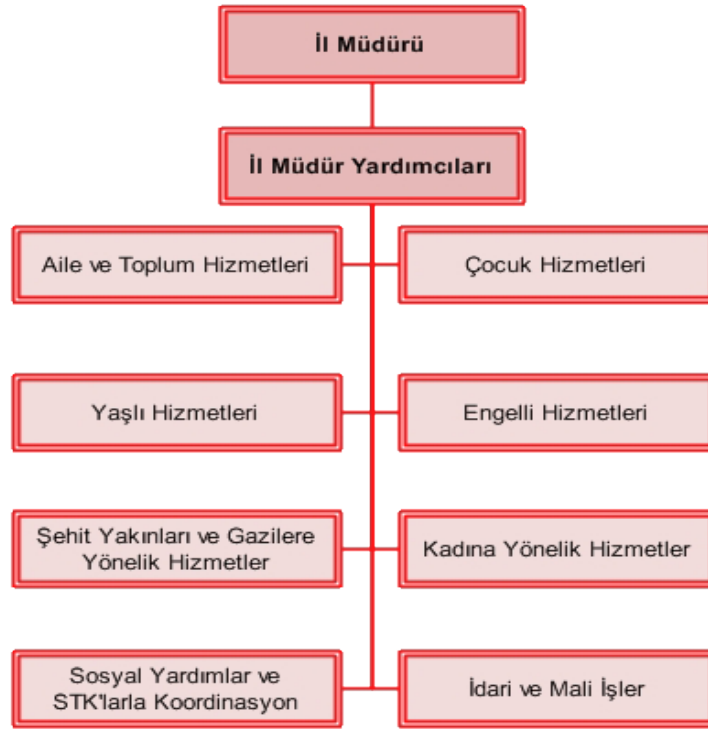 İl Müdürü
İl Müdür Yardımcıları
Aile ve Toplum Hizmetleri
Çocuk Hizmetleri
Yaşlı Hizmetleri
Engelli Hizmetleri
Şehit Yakınları ve Gazilere
Yönelik Hizmetler
Kadına Yönelik Hizmetler
Sosyal Yardımlar ve
STK'larla Koordinasyon
İdari ve Mali İşler